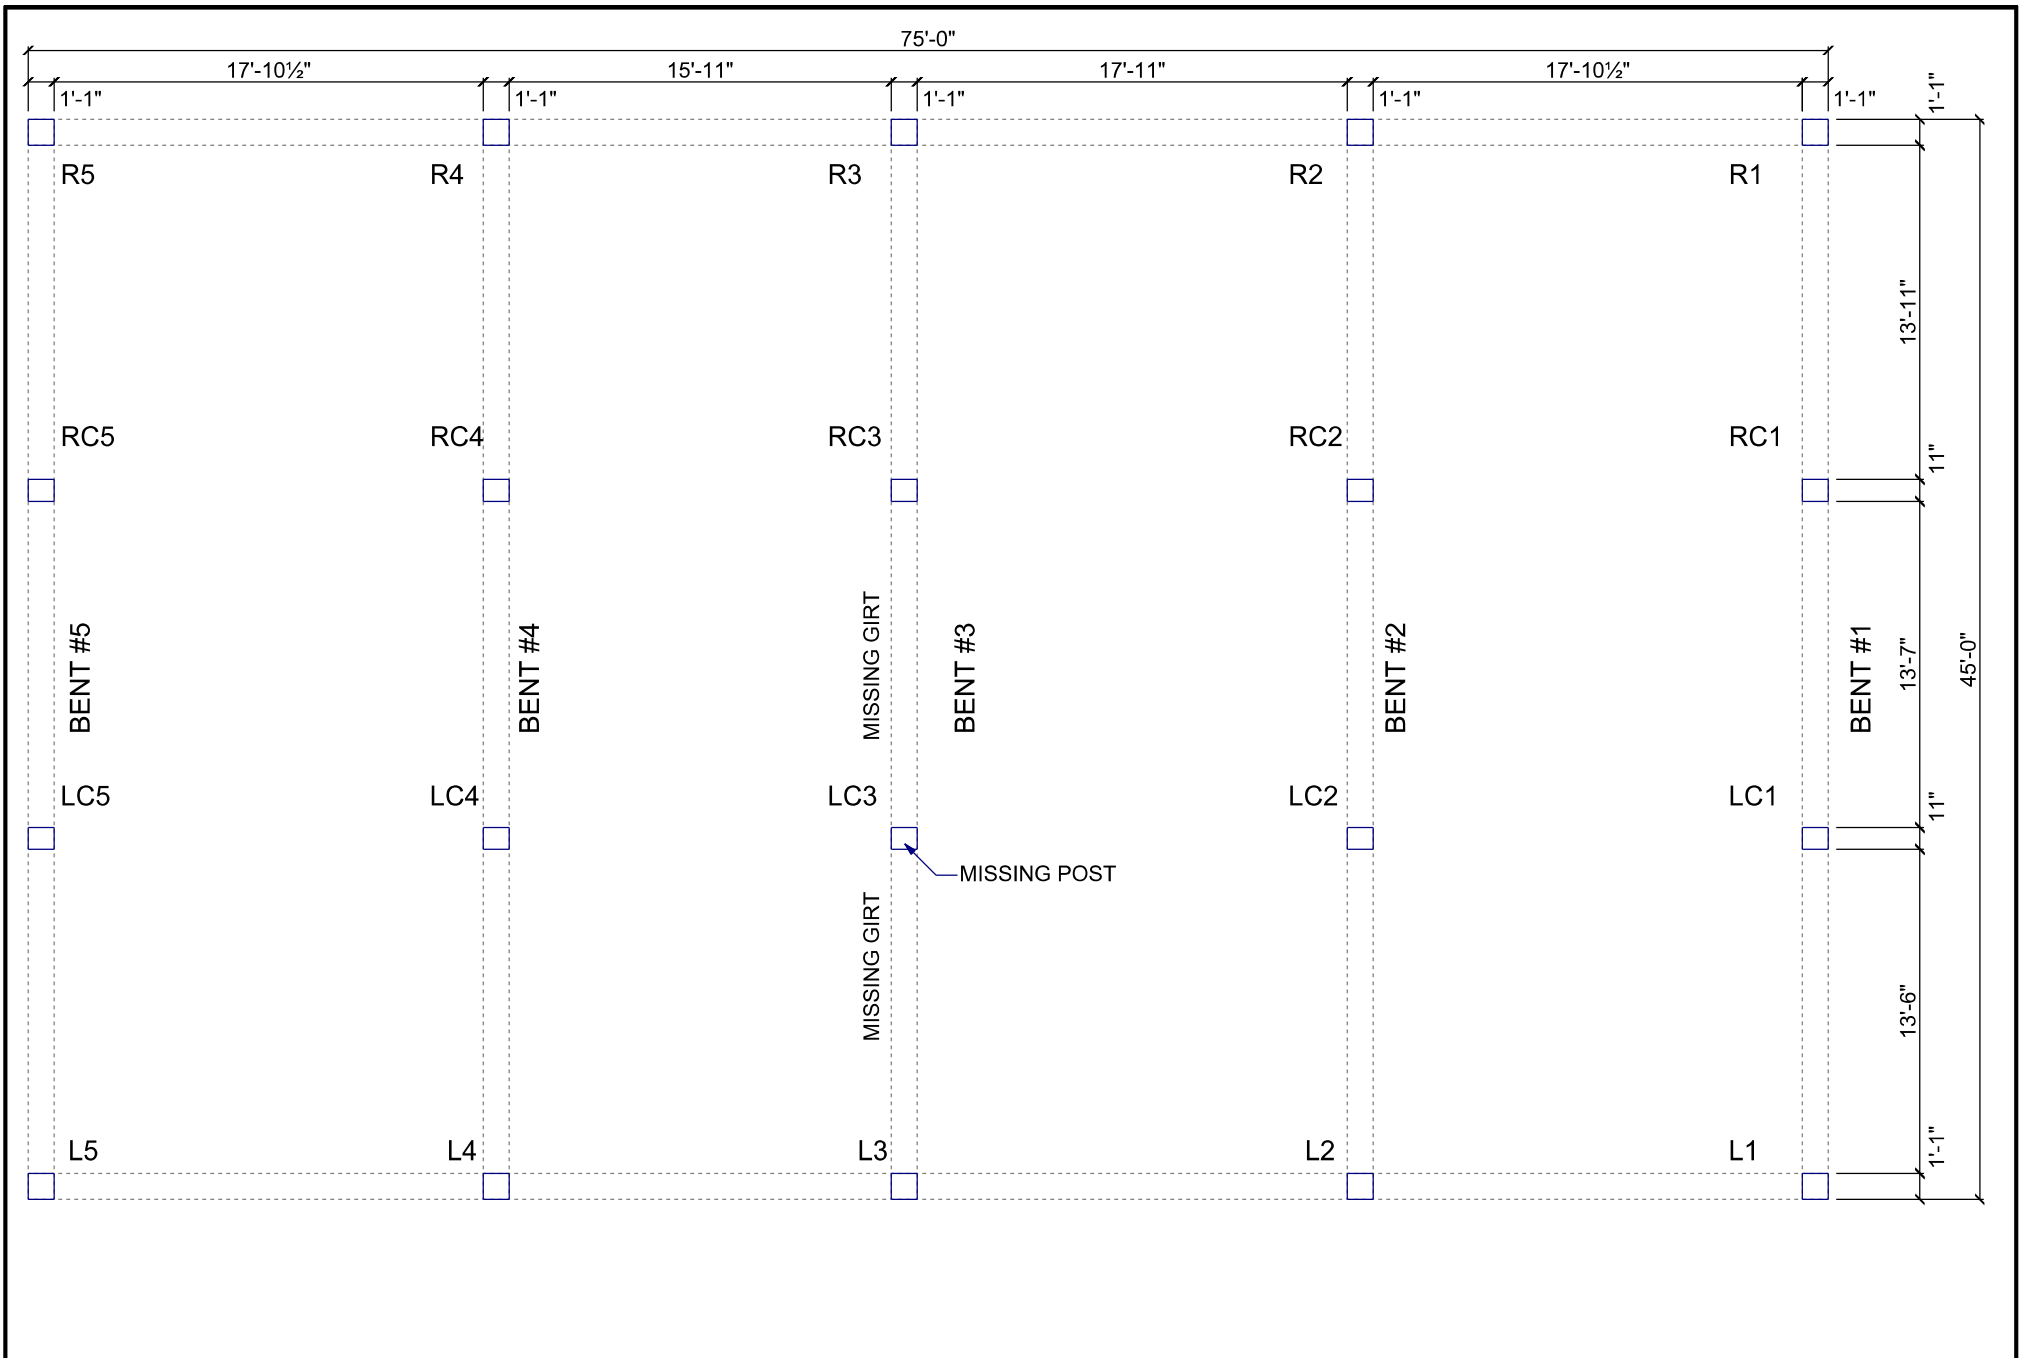 75'-0"
17'-10½" 15'-11" 17'-11" 17'-10½"
1'-1" 1'-1" 1'-1" 1'-1" 1'-1" 1'-1"
R5 R4 R3 R2 R1
13'-11"
RC5 RC4 RC3 RC2 RC1
11"
BENT #5 BENT #4 MISSING GIRT BENT #3 BENT #2 BENT #1 13'-7" 45'-0"
LC5 LC4 LC3 LC2 LC1
11"
MISSING POST
MISSING GIRT
13'-6"
L5 L4 L3 L2 L1
1'-1"